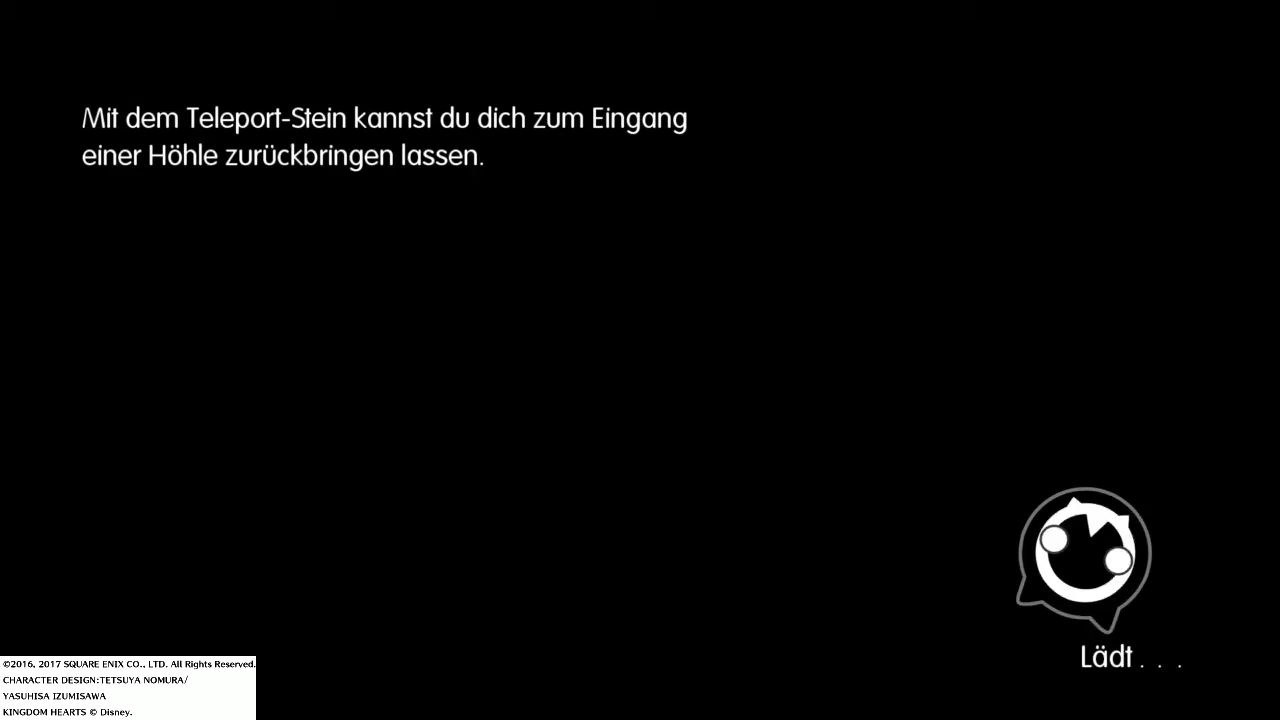 Mit dem Teleport-Stein kannst du dich zum Eingang
einer Höhle zurückbringen lassen.
Lädt . . .
©2016, 2017 SQUARE ENIX CO., LTD. All Rights Reserved.
CHARACTER DESIGN:TETSUYA NOMURA/
YASUHISA IZUMISAWA
KINGDOM HEARTS © Disney.